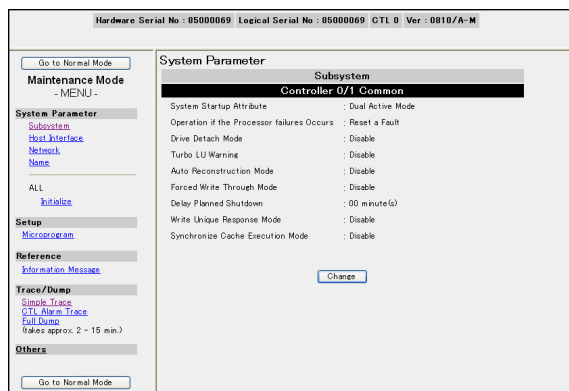 Hardware Serial No : 85000069 Logical Serial No : 85000069 CTL 0 Ver : 0810/A-M
Go to Normal Mode
Maintenance Mode
- MENU -
System Parameter
Subsystem
Host Interface
Network
Name
ALL
Initialize
Setup
Microprogram
Reference
Information Message
Trace/Dump
Simple Trace
CTL Alarm Trace
Full Dump
(takes approx. 2 - 15 min.)
Others
Go to Normal Mode
System Parameter
Subsystem
Controller 0/1 Common
System Startup Attribute : Dual Active Mode
Operation if the Processor failures Occurs : Reset a Fault
Drive Detach Mode : Disable
Turbo LU Warning : Disable
Auto Reconstruction Mode : Disable
Forced Write Through Mode : Disable
Delay Planned Shutdown : 00 minute(s)
Write Unique Response Mode : Disable
Synchronize Cache Execution Mode : Disable
Change